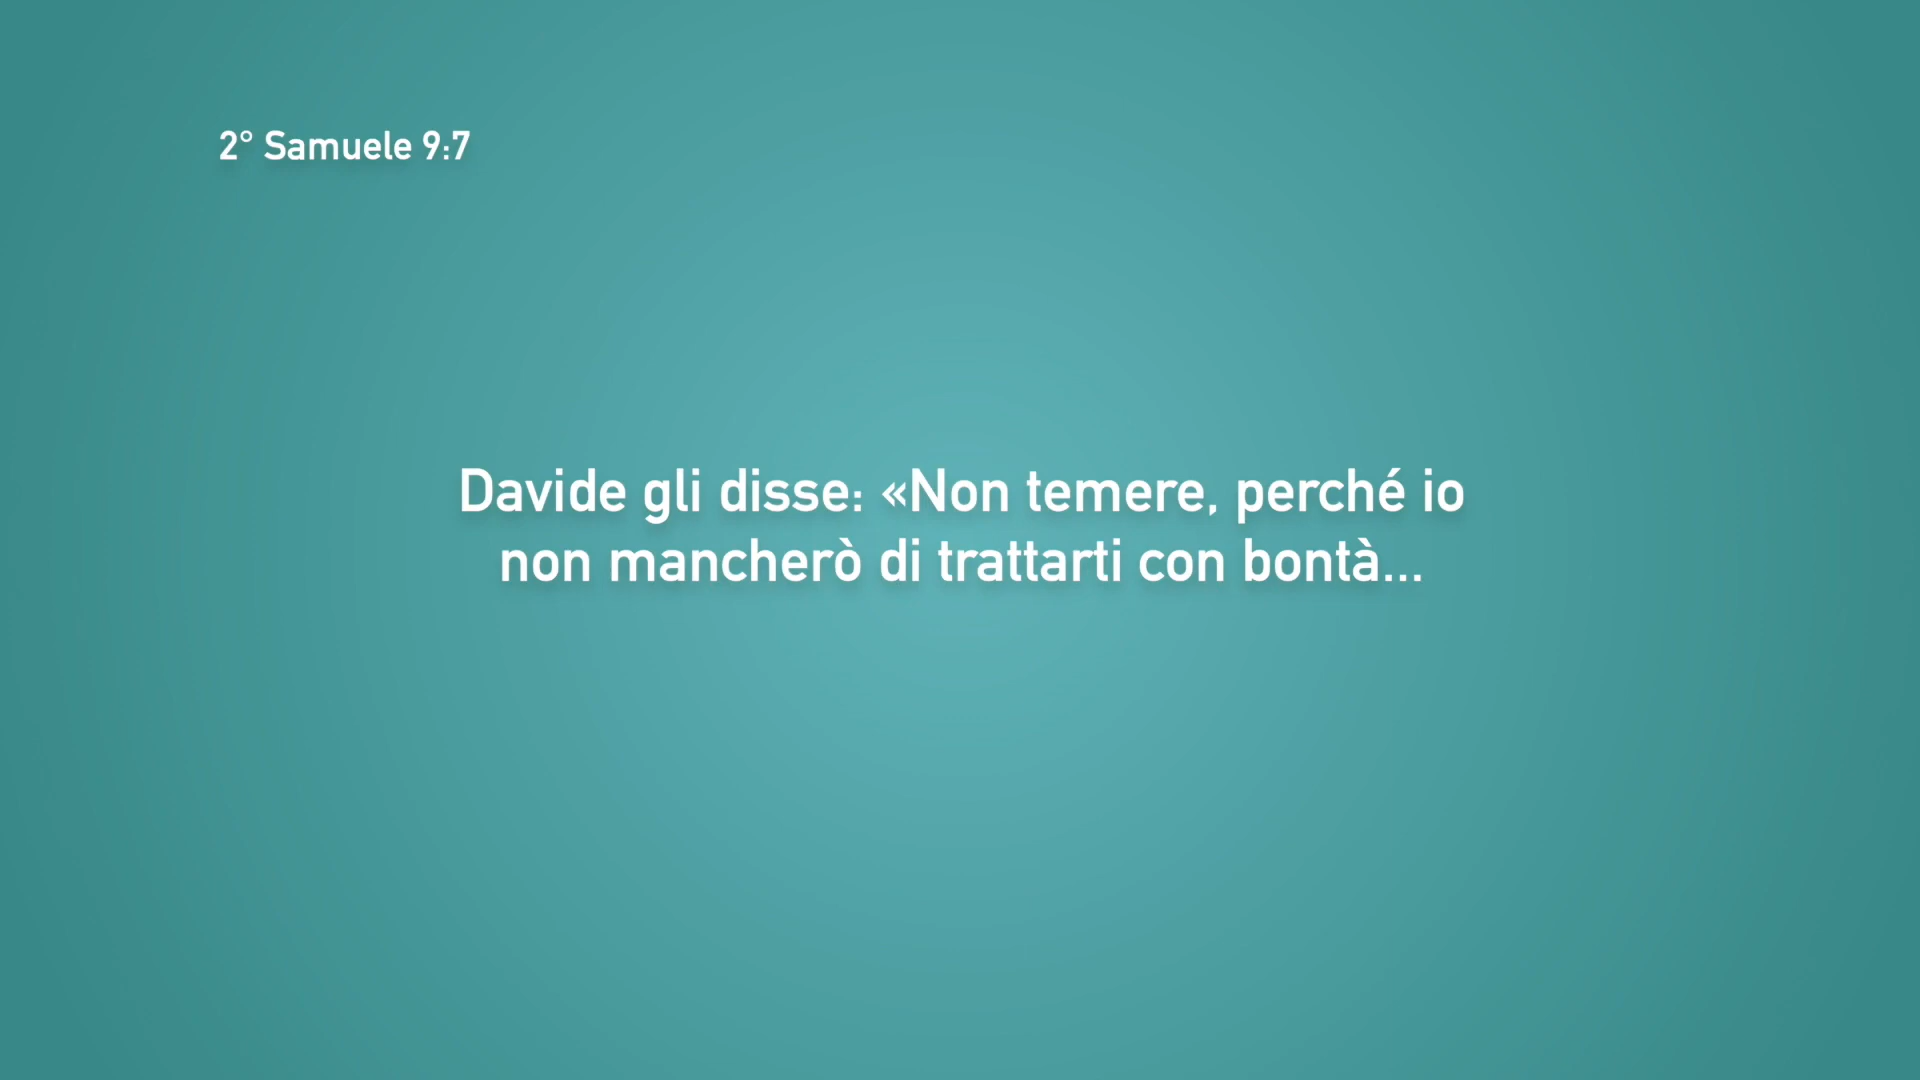 2° Samuele 9:7
Davide gli disse: «Non temere, perché io
non mancherò di trattarti con bontà...